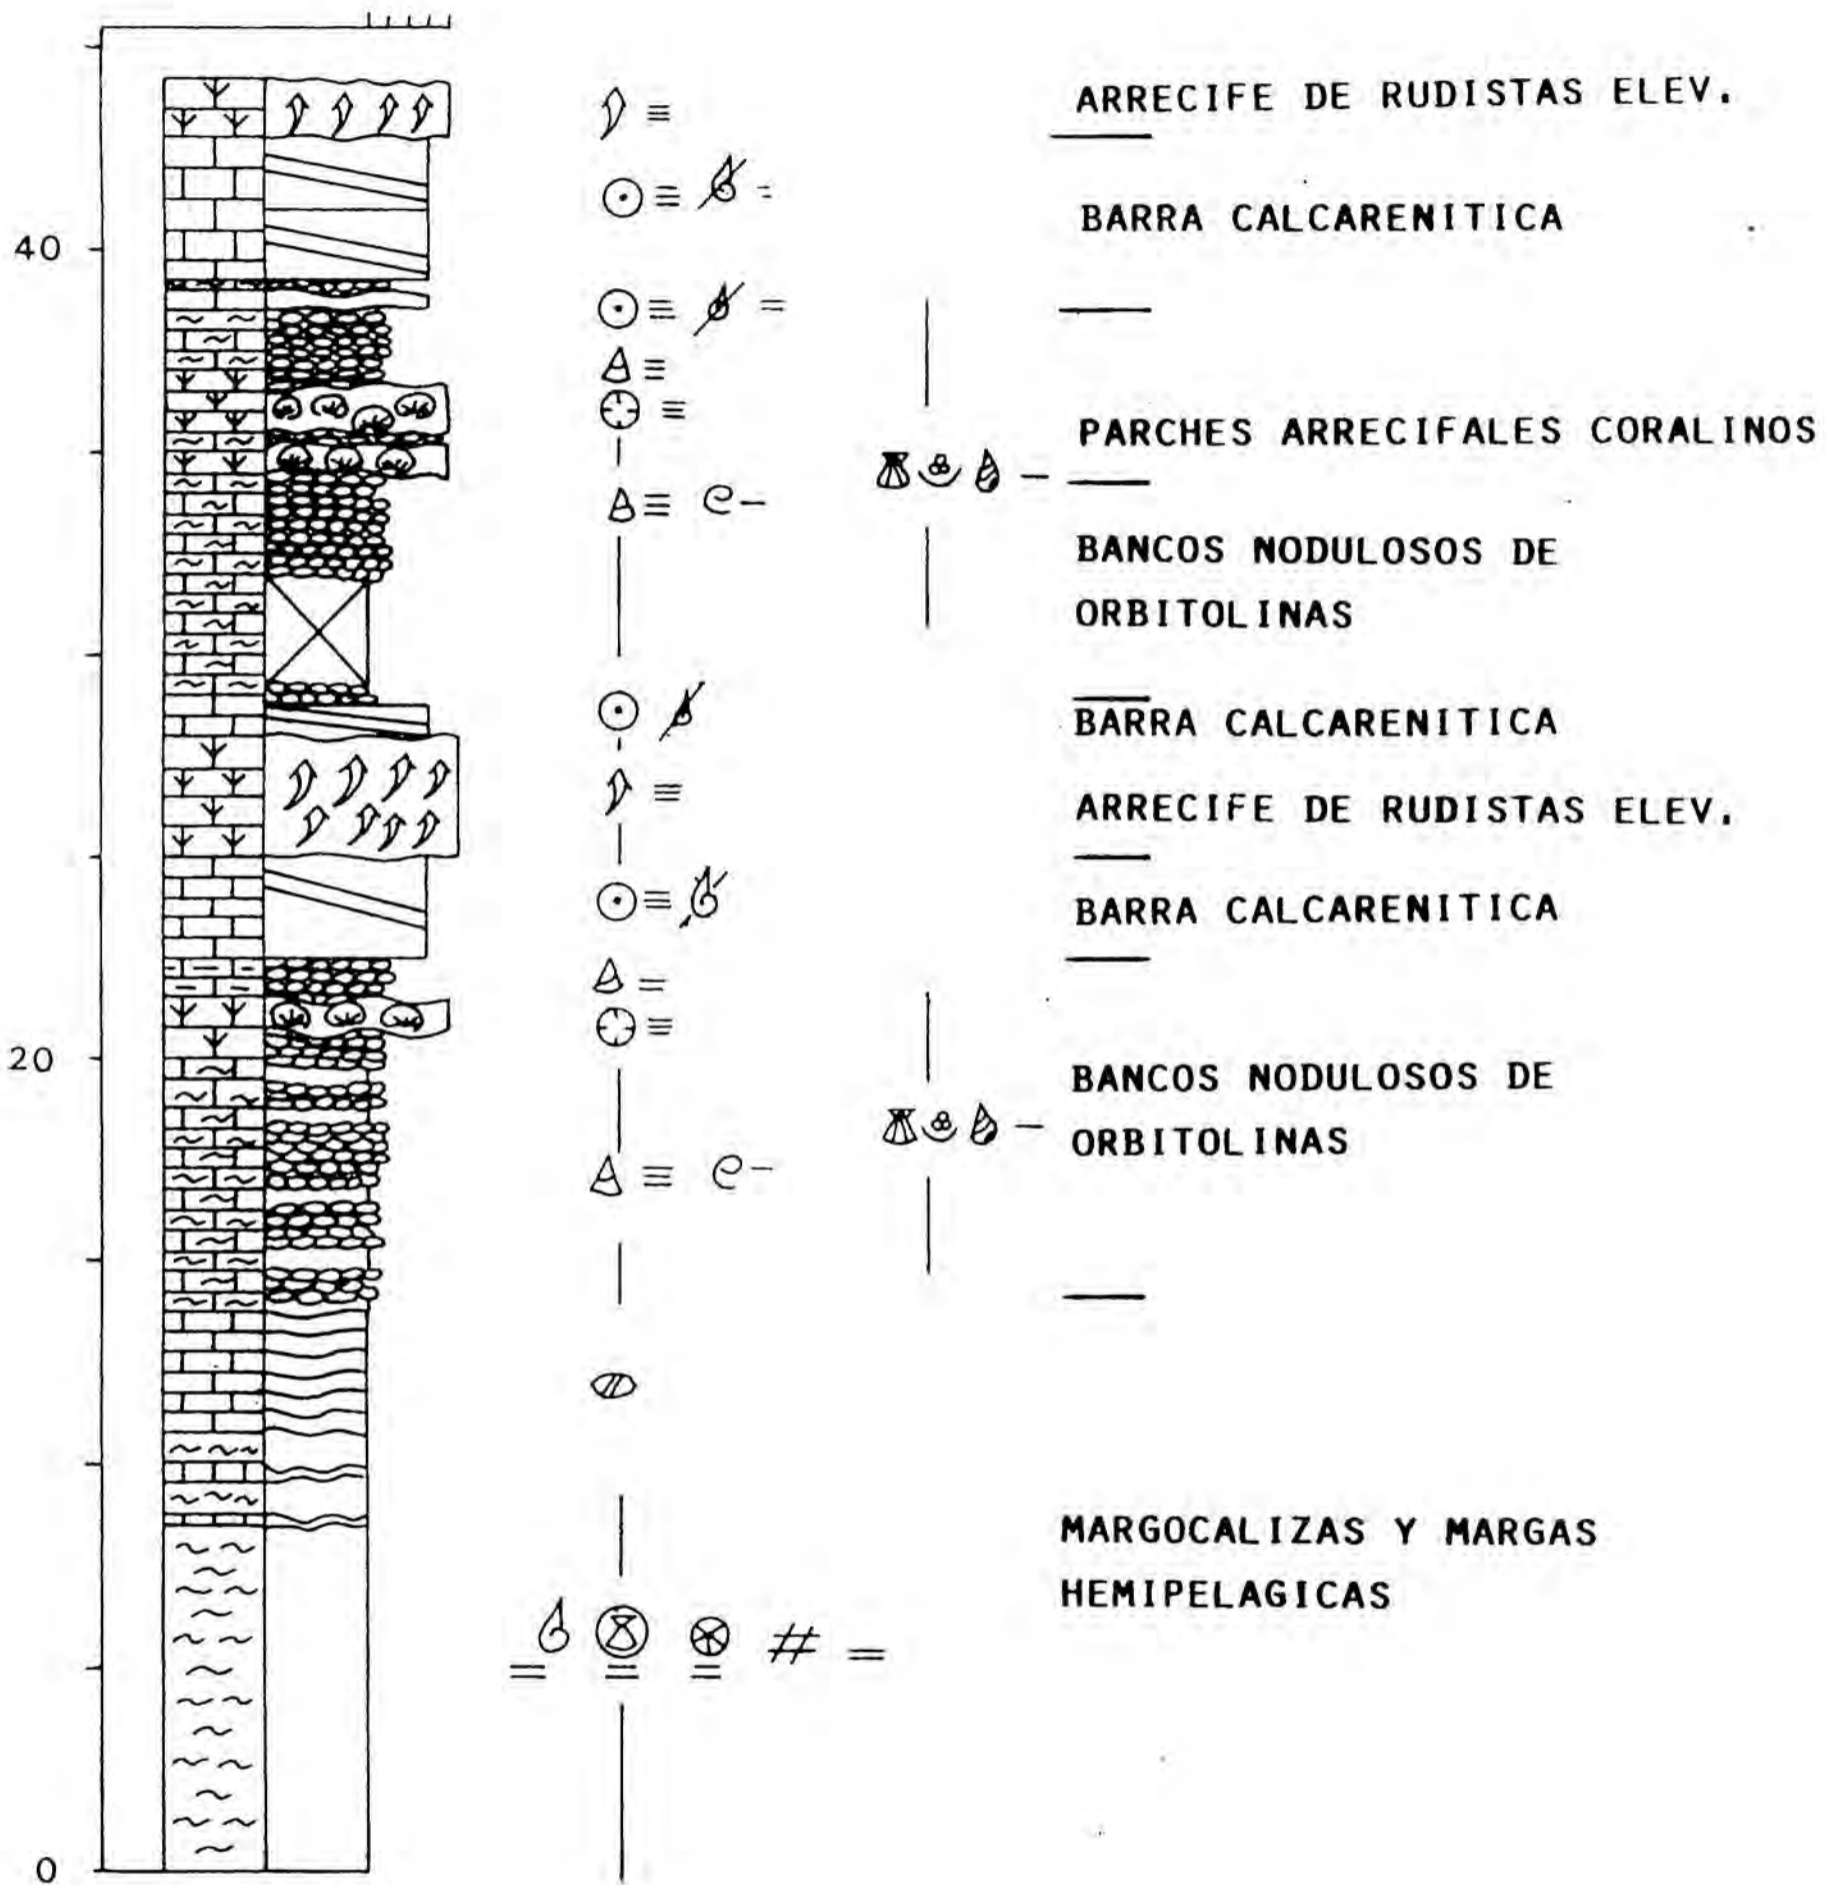 ARRECIFE DE RUDISTAS ELEV.
BARRA CALCARENITICA
40
PARCHES ARRECIFALES CORALINOS
BANCOS NODULOSOS DE
ORBITOLINAS
BARRA CALCARENITICA
ARRECIFE DE RUDISTAS ELEV.
BARRA CALCARENITICA
20
BANCOS NODULOSOS DE
ORBITOLINAS
MARGOCALIZAS Y MARGAS
HEMIPELAGICAS
0